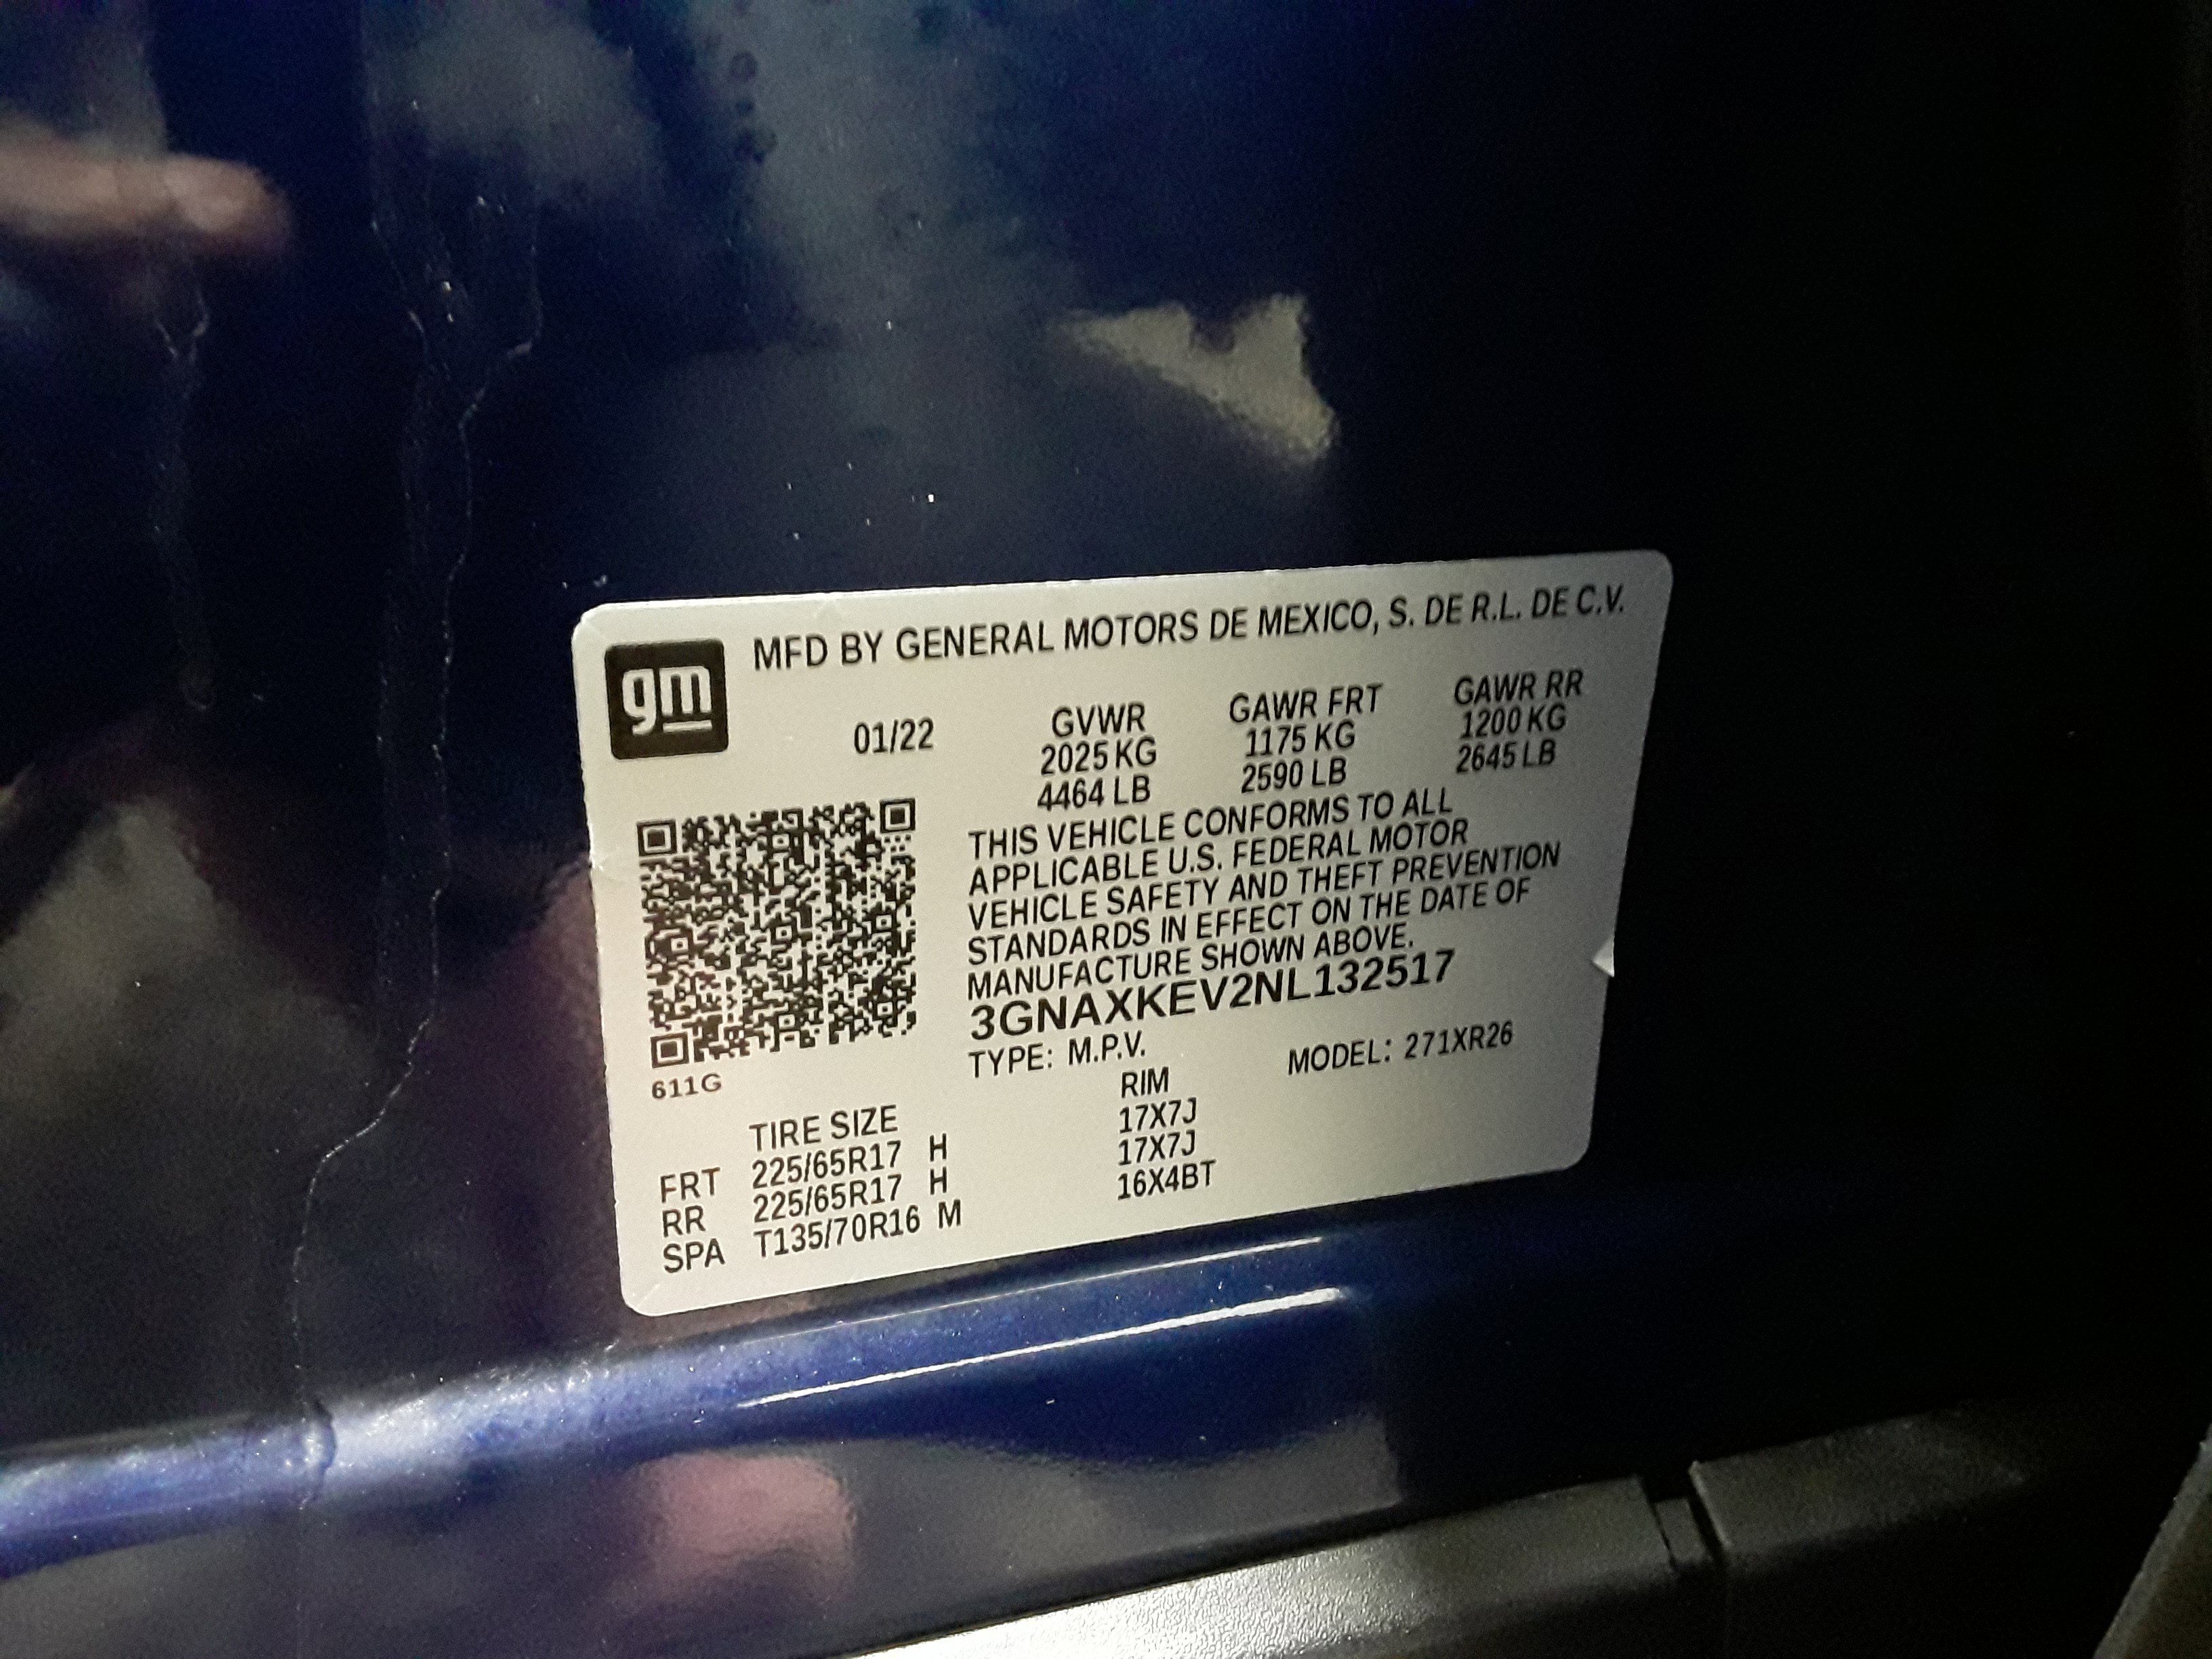 gm
MFD BY GENERAL MOTORS DE MEXICO, S. DE R.L. DE C.V.
01/22 GVWR GAWR FRT GAWR RR
2025 KG 1175 KG 1200 KG
4464 LB 2590 LB 2645 LB
THIS VEHICLE CONFORMS TO ALL
APPLICABLE U.S. FEDERAL MOTOR
VEHICLE SAFETY AND THEFT PREVENTION
STANDARDS IN EFFECT ON THE DATE OF
MANUFACTURE SHOWN ABOVE.
3GNAXKEV2NL132517
TYPE: M.P.V. MODEL: 271XR26
611G
TIRE SIZE RIM
FRT 225/65R17 H 17X7J
RR 225/65R17 H 17X7J
SPA T135/70R16 M 16X4BT